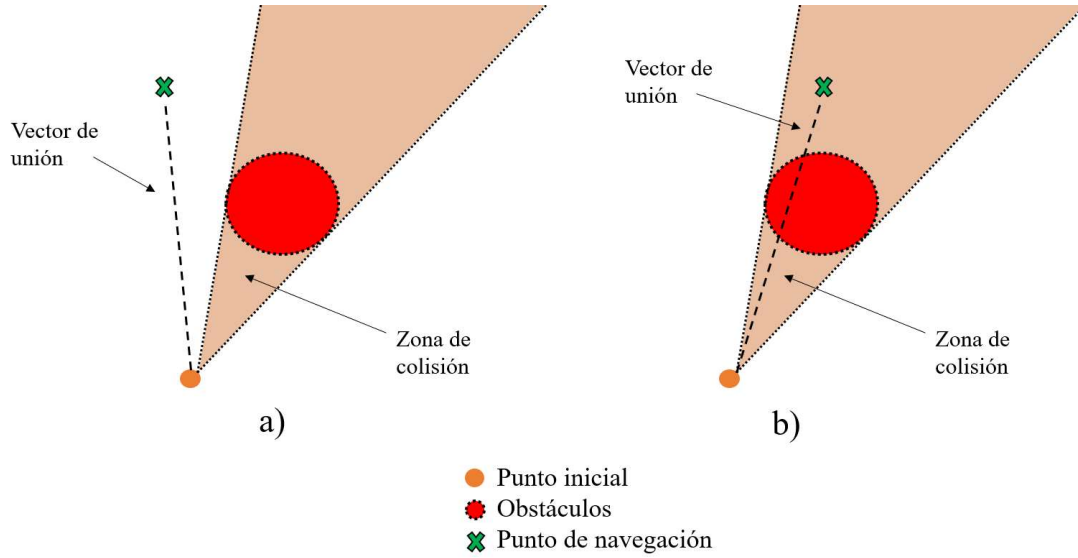 Vector de
unión
Zona de
colisión
a)
Vector de
unión
Zona de
colisión
b)
Punto inicial
Obstáculos
Punto de navegación